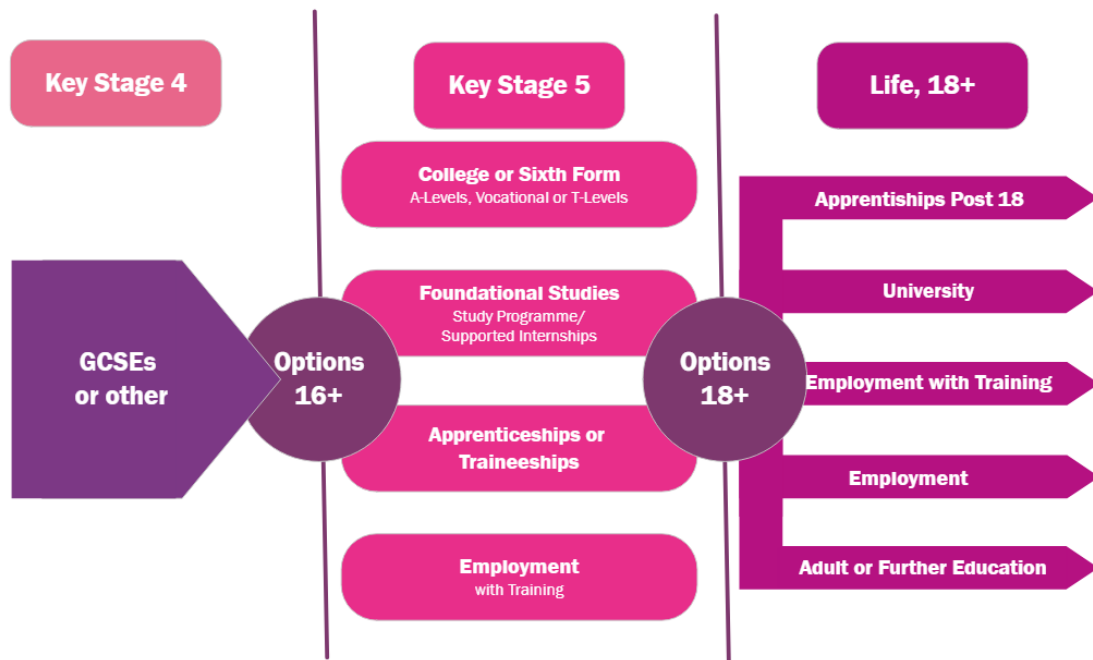 Key Stage 4
Key Stage 5
Life, 18+
GCSEs
or other
Options
16+
College or Sixth Form
A-Levels, Vocational or T-Levels
Foundational Studies
Study Programme/
Supported Internships
Apprenticeships or
Traineeships
Employment
with Training
Options
18+
Apprentiships Post 18
University
Employment with Training
Employment
Adult or Further Education